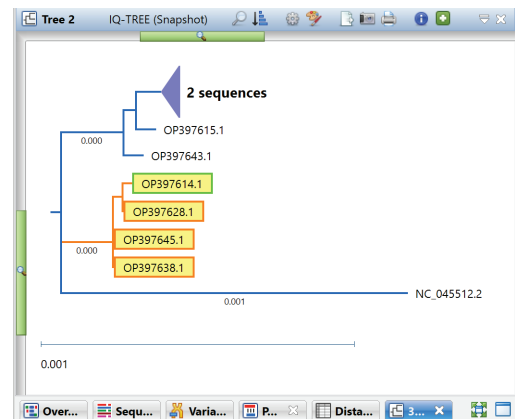 Tree 2 IQ-TREE (Snapshot)
2 sequences
OP397615.1
0.000
OP397643.1
OP397614.1
OP397628.1
OP397645.1
0.000
OP397638.1
NC_045512.2
0.001
0.001
Over... Sequ... Varia... P... Dista... 3...